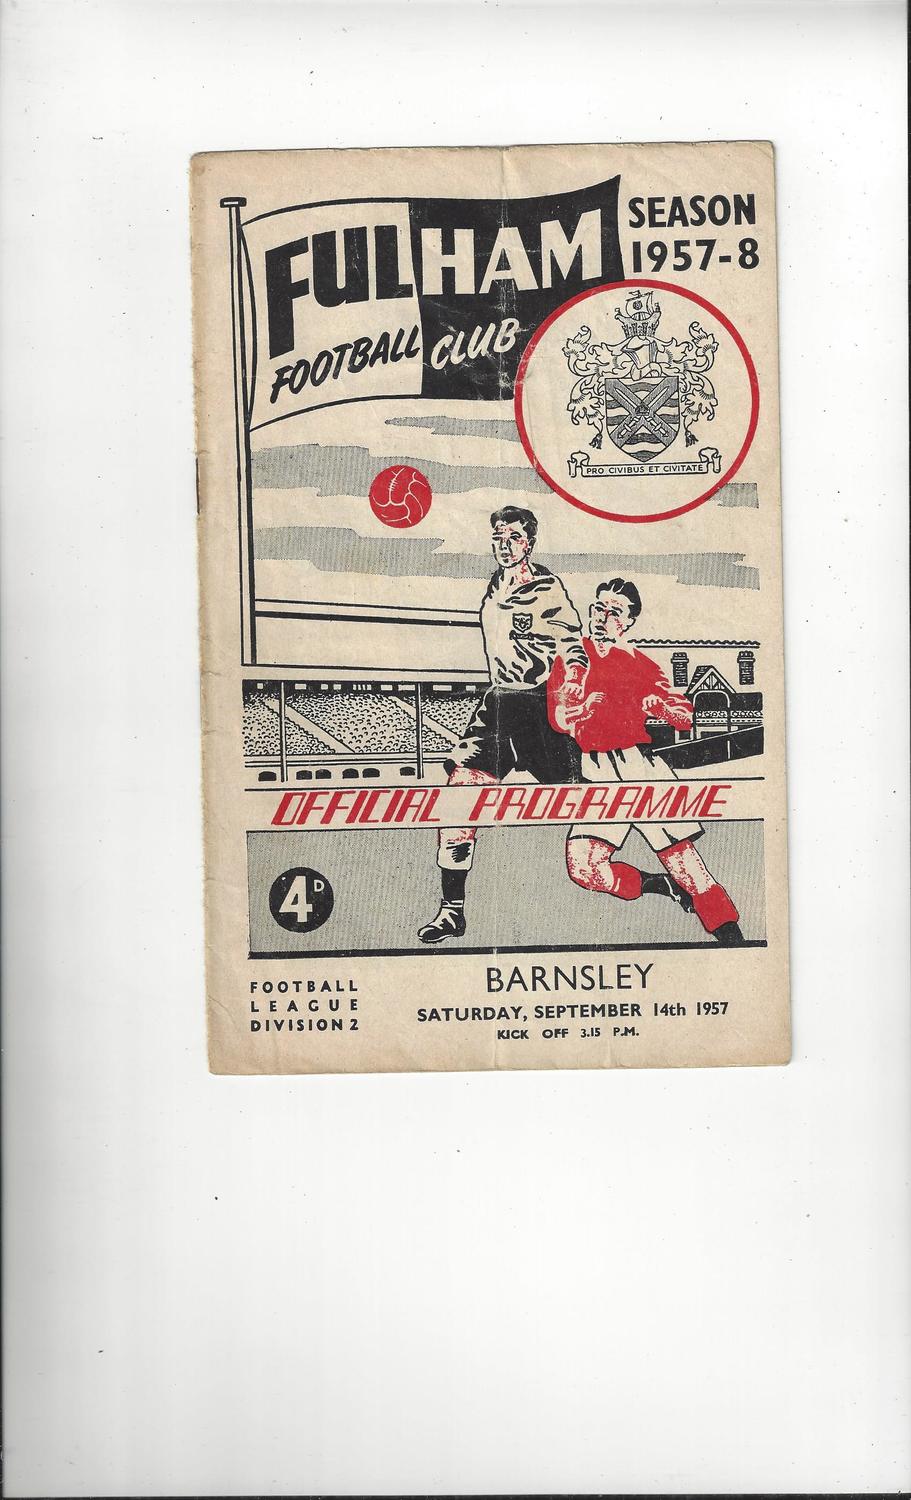 FULHAM
FOOTBALL CLUB
SEASON
1957-8
PRO CIVIBUS ET CIVITATE
OFFICIAL PROGRAMME
4D
FOOTBALL
LEAGUE
DIVISION 2
BARNSLEY
SATURDAY, SEPTEMBER 14th 1957
KICK OFF 3.15 P.M.